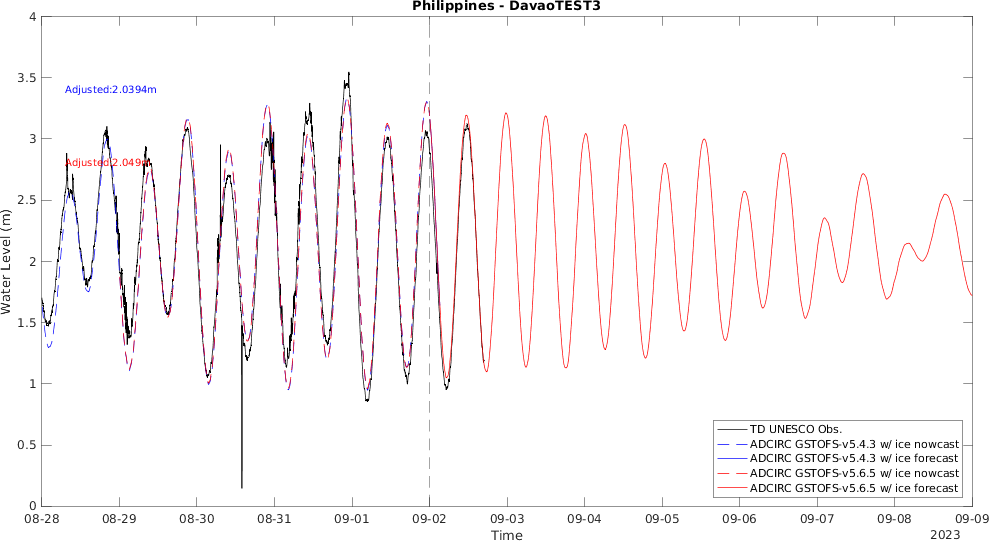 Philippines - DavaoTEST3
4
3.5
3
2.5
2
1.5
1
0.5
0
Water Level (m)
Adjusted:2.0394m
Adjusted:2.049m
TD UNESCO Obs.
ADCIRC GSTOFS-v5.4.3 w/ ice nowcast
ADCIRC GSTOFS-v5.4.3 w/ ice forecast
ADCIRC GSTOFS-v5.6.5 w/ ice nowcast
ADCIRC GSTOFS-v5.6.5 w/ ice forecast
08-28 08-29 08-30 08-31 09-01 09-02 09-03 09-04 09-05 09-06 09-07 09-08 09-09
Time
2023